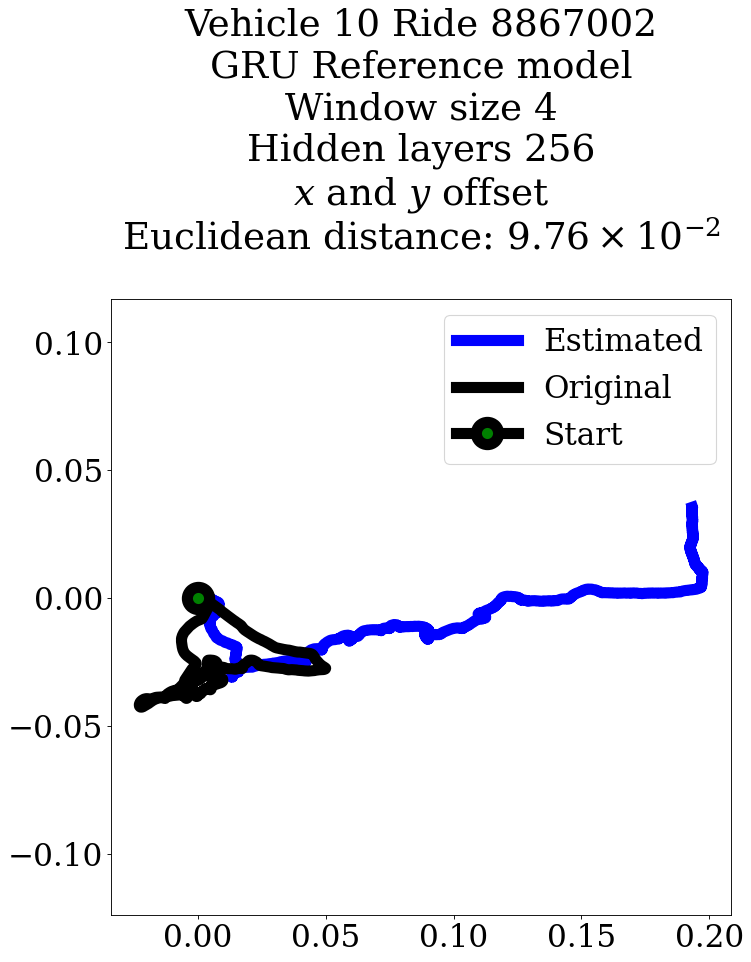 Vehicle 10 Ride 8867002
GRU Reference model
Window size 4
Hidden layers 256
x and y offset
Euclidean distance: 9.76 × 10⁻²
Estimated
Original
Start
0.10
0.05
0.00
−0.05
−0.10
0.00 0.05 0.10 0.15 0.20